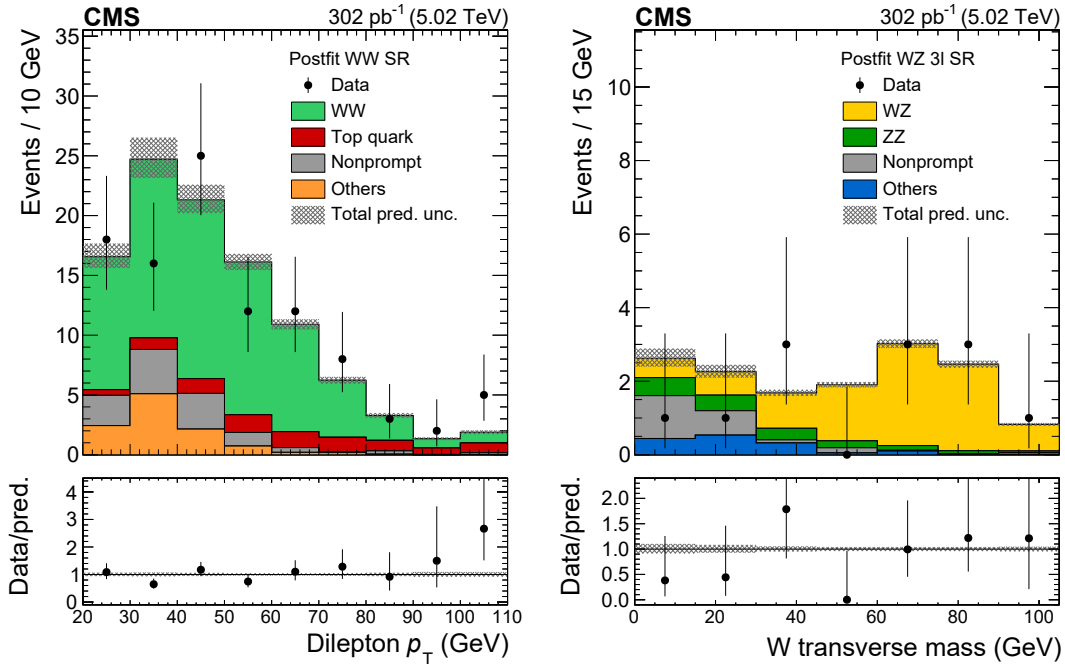 CMS 302 pb⁻¹ (5.02 TeV)
Events / 10 GeV
35
30
25
20
15
10
5
0
Postfit WW SR
Data
WW
Top quark
Nonprompt
Others
Total pred. unc.
Data/pred.
4
3
2
1
0
20 30 40 50 60 70 80 90 100 110
Dilepton p_T (GeV)
CMS 302 pb⁻¹ (5.02 TeV)
Events / 15 GeV
10
8
6
4
2
0
Postfit WZ 3l SR
Data
WZ
ZZ
Nonprompt
Others
Total pred. unc.
Data/pred.
2.0
1.5
1.0
0.5
0.0
0 20 40 60 80 100
W transverse mass (GeV)